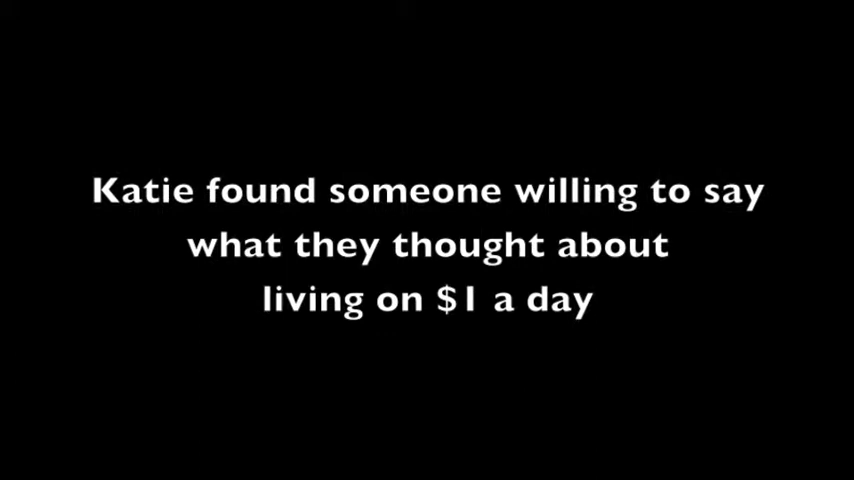 Katie found someone willing to say
what they thought about
living on $1 a day